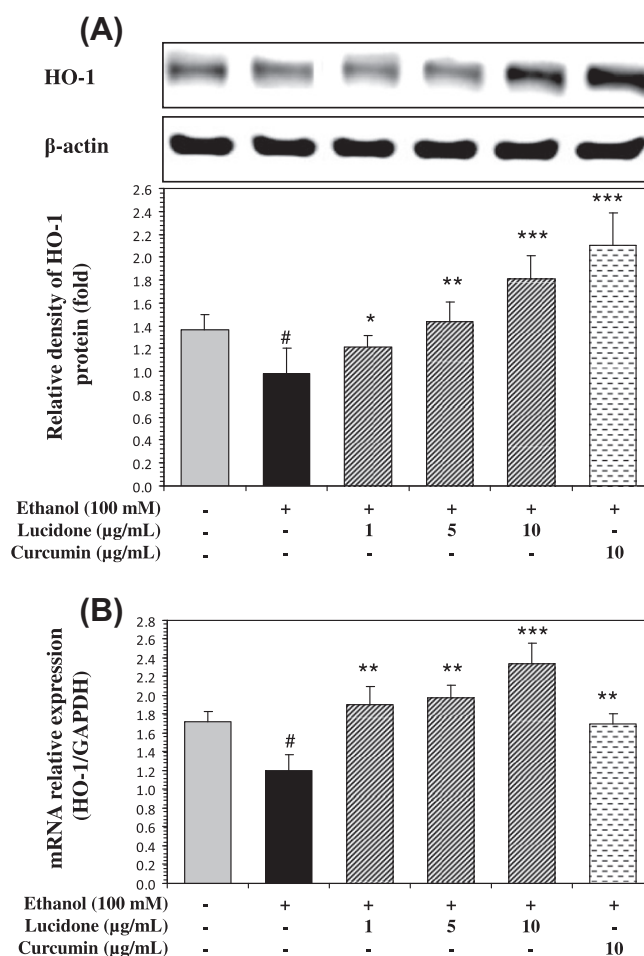 (A)
HO-1
β-actin
Relative density of HO-1
protein (fold)
2.6
2.4
2.2
2.0
1.8
1.6
1.4
1.2
1.0
0.8
0.6
0.4
0.2
0.0
# * ** *** ***
Ethanol (100 mM) - + + + + +
Lucidone (µg/mL) - - 1 5 10 -
Curcumin (µg/mL) - - - - - 10
(B)
mRNA relative expression
(HO-1/GAPDH)
2.8
2.6
2.4
2.2
2.0
1.8
1.6
1.4
1.2
1.0
0.8
0.6
0.4
0.2
0.0
# ** ** *** **
Ethanol (100 mM) - + + + + +
Lucidone (µg/mL) - - 1 5 10 -
Curcumin (µg/mL) - - - - - 10